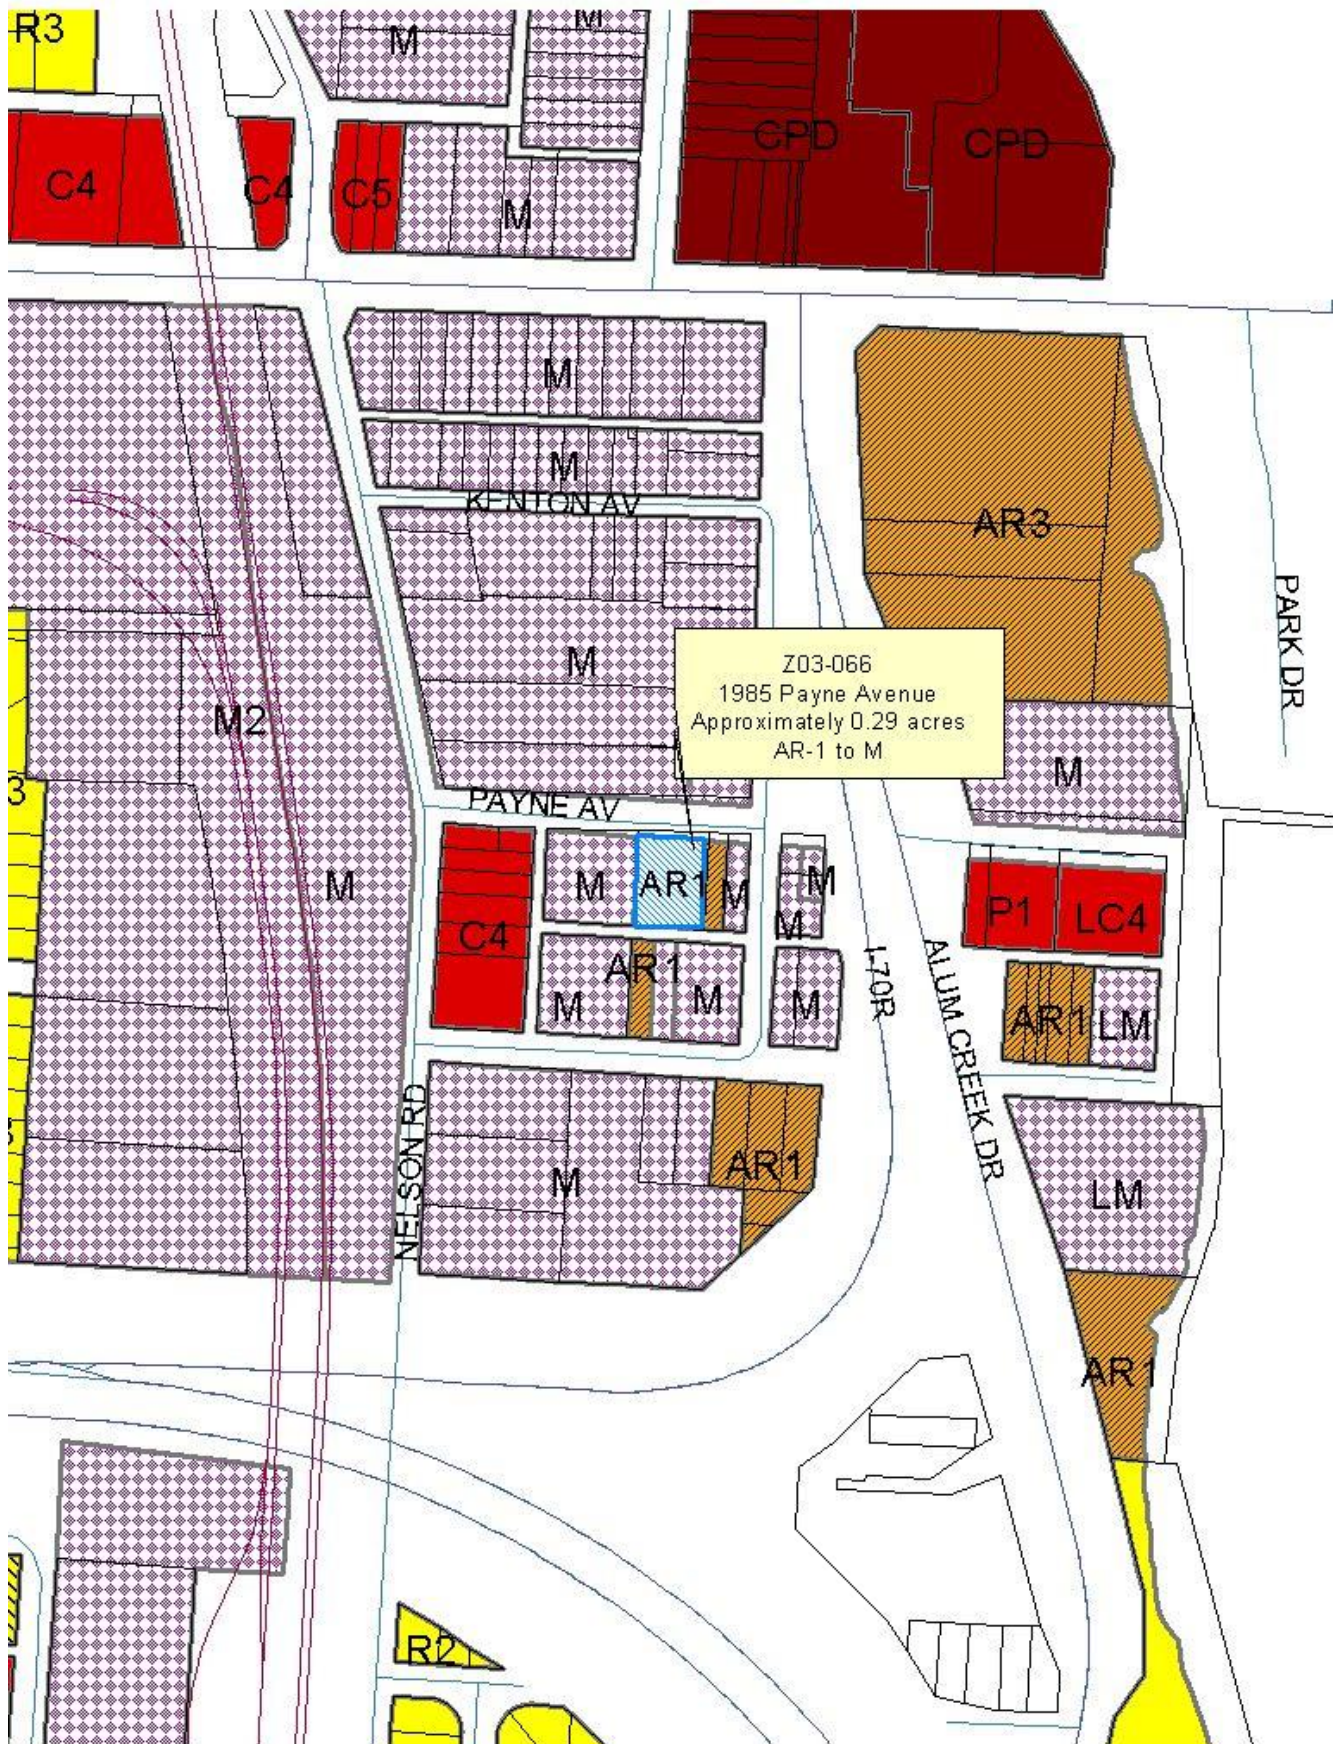 R3
M
M
CPD
CPD
C4
C4
C5
M
M
M
KENTON AV
AR3
PARK DR
M
Z03-066
1985 Payne Avenue
Approximately 0.29 acres
AR-1 to M
M2
M
3
PAYNE AV
M
M
AR1
M
M
M
P1
LC4
C4
AR1
M
M
M
I-70R
ALUM CREEK DR
AR1
LM
NELSON RD
M
AR1
LM
AR1
R2